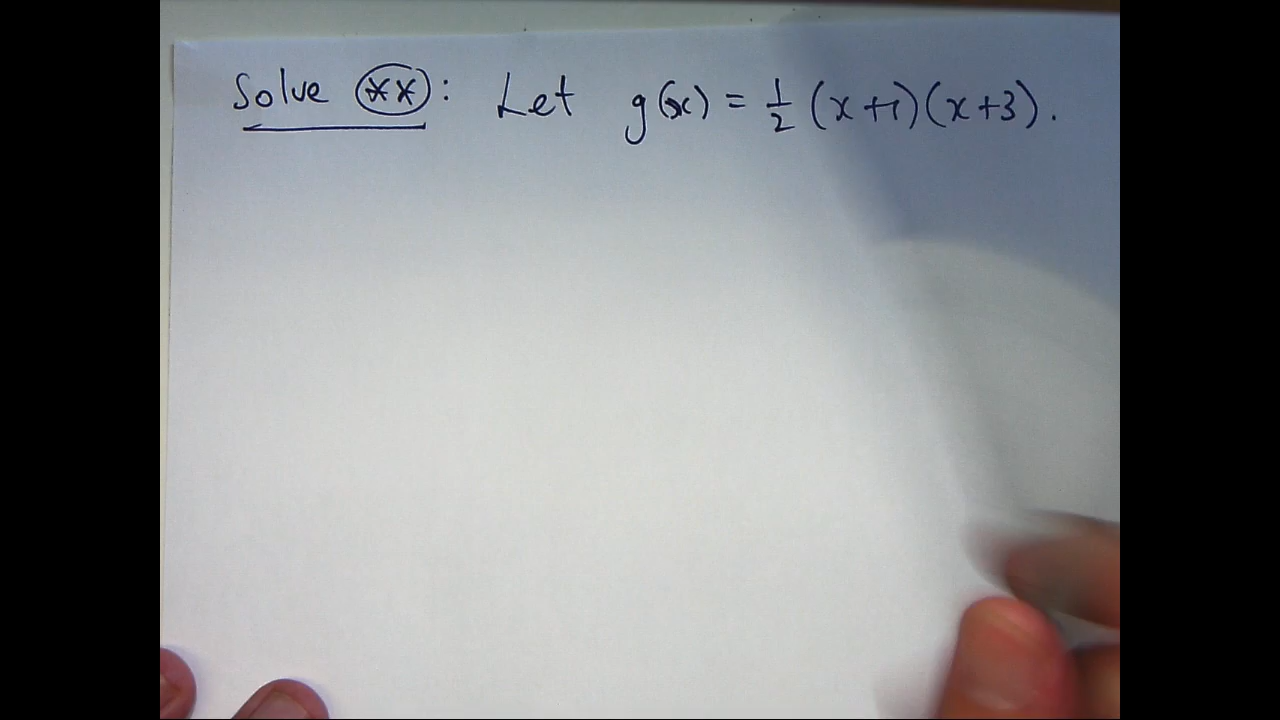 Solve ⊛⊛: Let g(x) = 1/2 (x+1)(x+3).